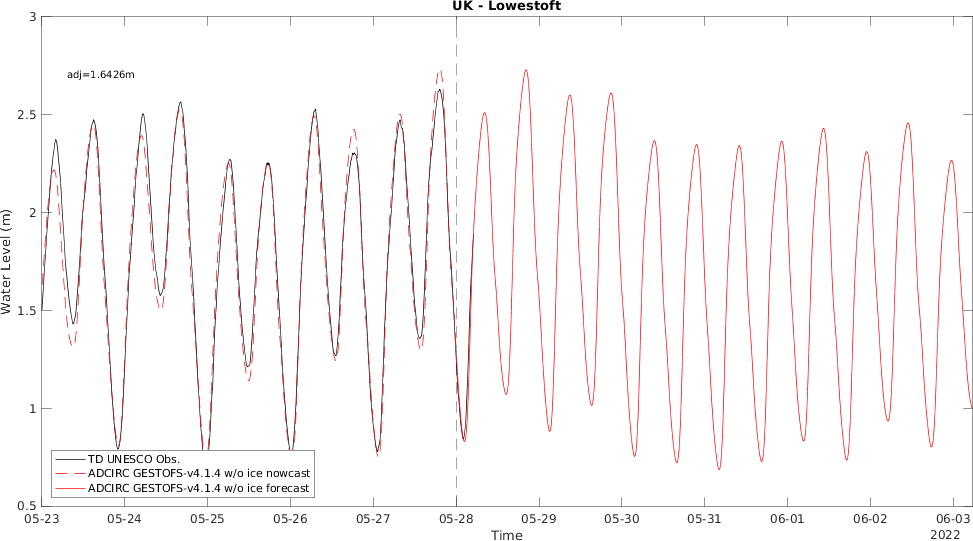 UK - Lowestoft
adj=1.6426m
Water Level (m)
3
2.5
2
1.5
1
0.5
TD UNESCO Obs.
ADCIRC GESTOFS-v4.1.4 w/o ice nowcast
ADCIRC GESTOFS-v4.1.4 w/o ice forecast
05-23 05-24 05-25 05-26 05-27 05-28 05-29 05-30 05-31 06-01 06-02 06-03
Time 2022